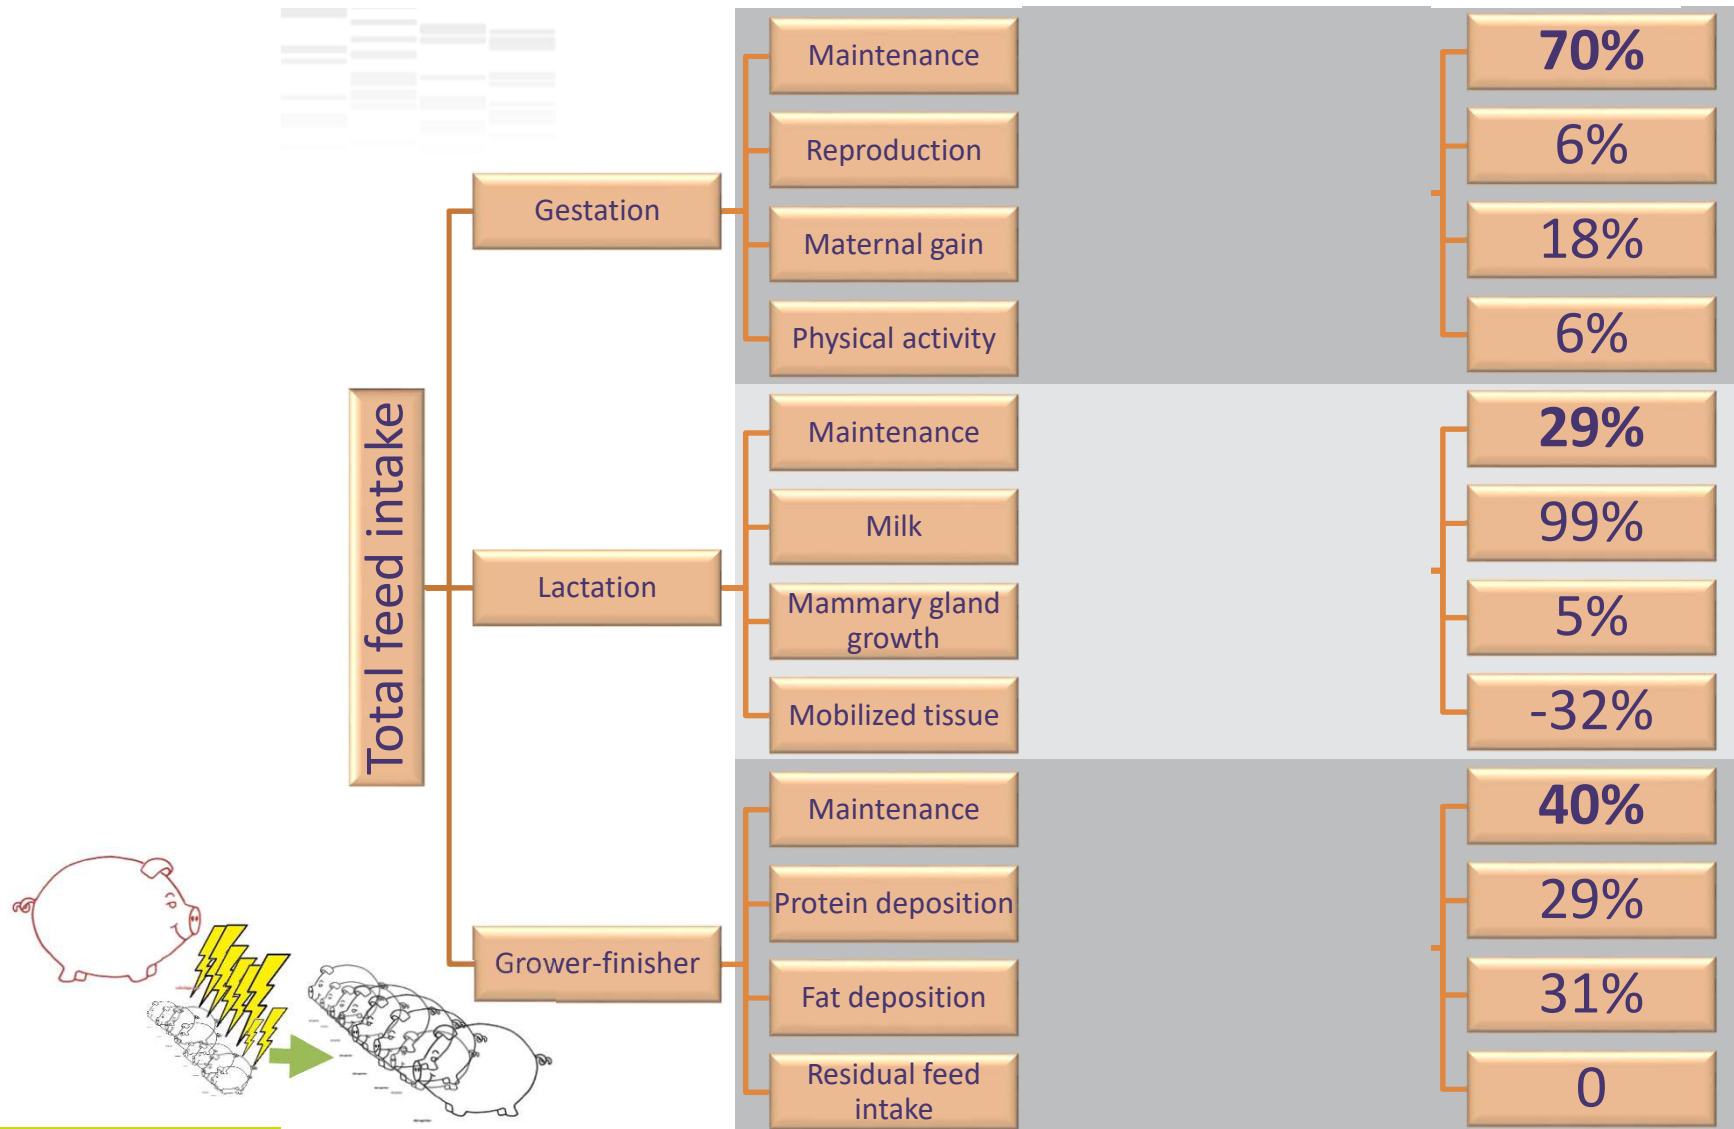 Total feed intake
Gestation
Maintenance
70%
Reproduction
6%
Maternal gain
18%
Physical activity
6%
Lactation
Maintenance
29%
Milk
99%
Mammary gland
growth
5%
Mobilized tissue
-32%
Grower-finisher
Maintenance
40%
Protein deposition
29%
Fat deposition
31%
Residual feed
intake
0